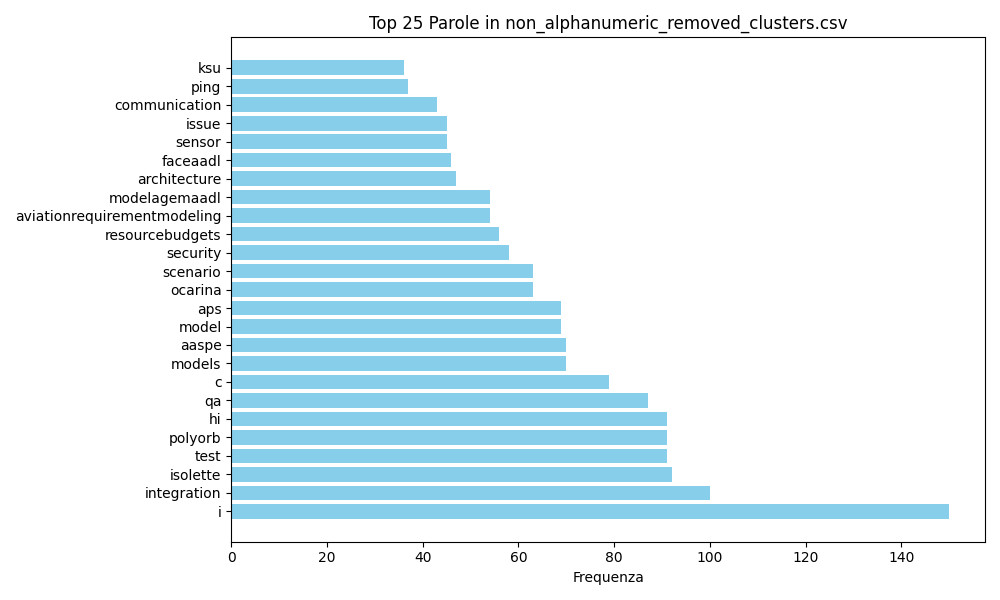 Top 25 Parole in non_alphanumeric_removed_clusters.csv
ksu
ping
communication
issue
sensor
faceaadl
architecture
modelagemaadl
aviationrequirementmodeling
resourcebudgets
security
scenario
ocarina
aps
model
aaspe
models
c
qa
hi
polyorb
test
isolette
integration
i
0 20 40 60 80 100 120 140
Frequenza